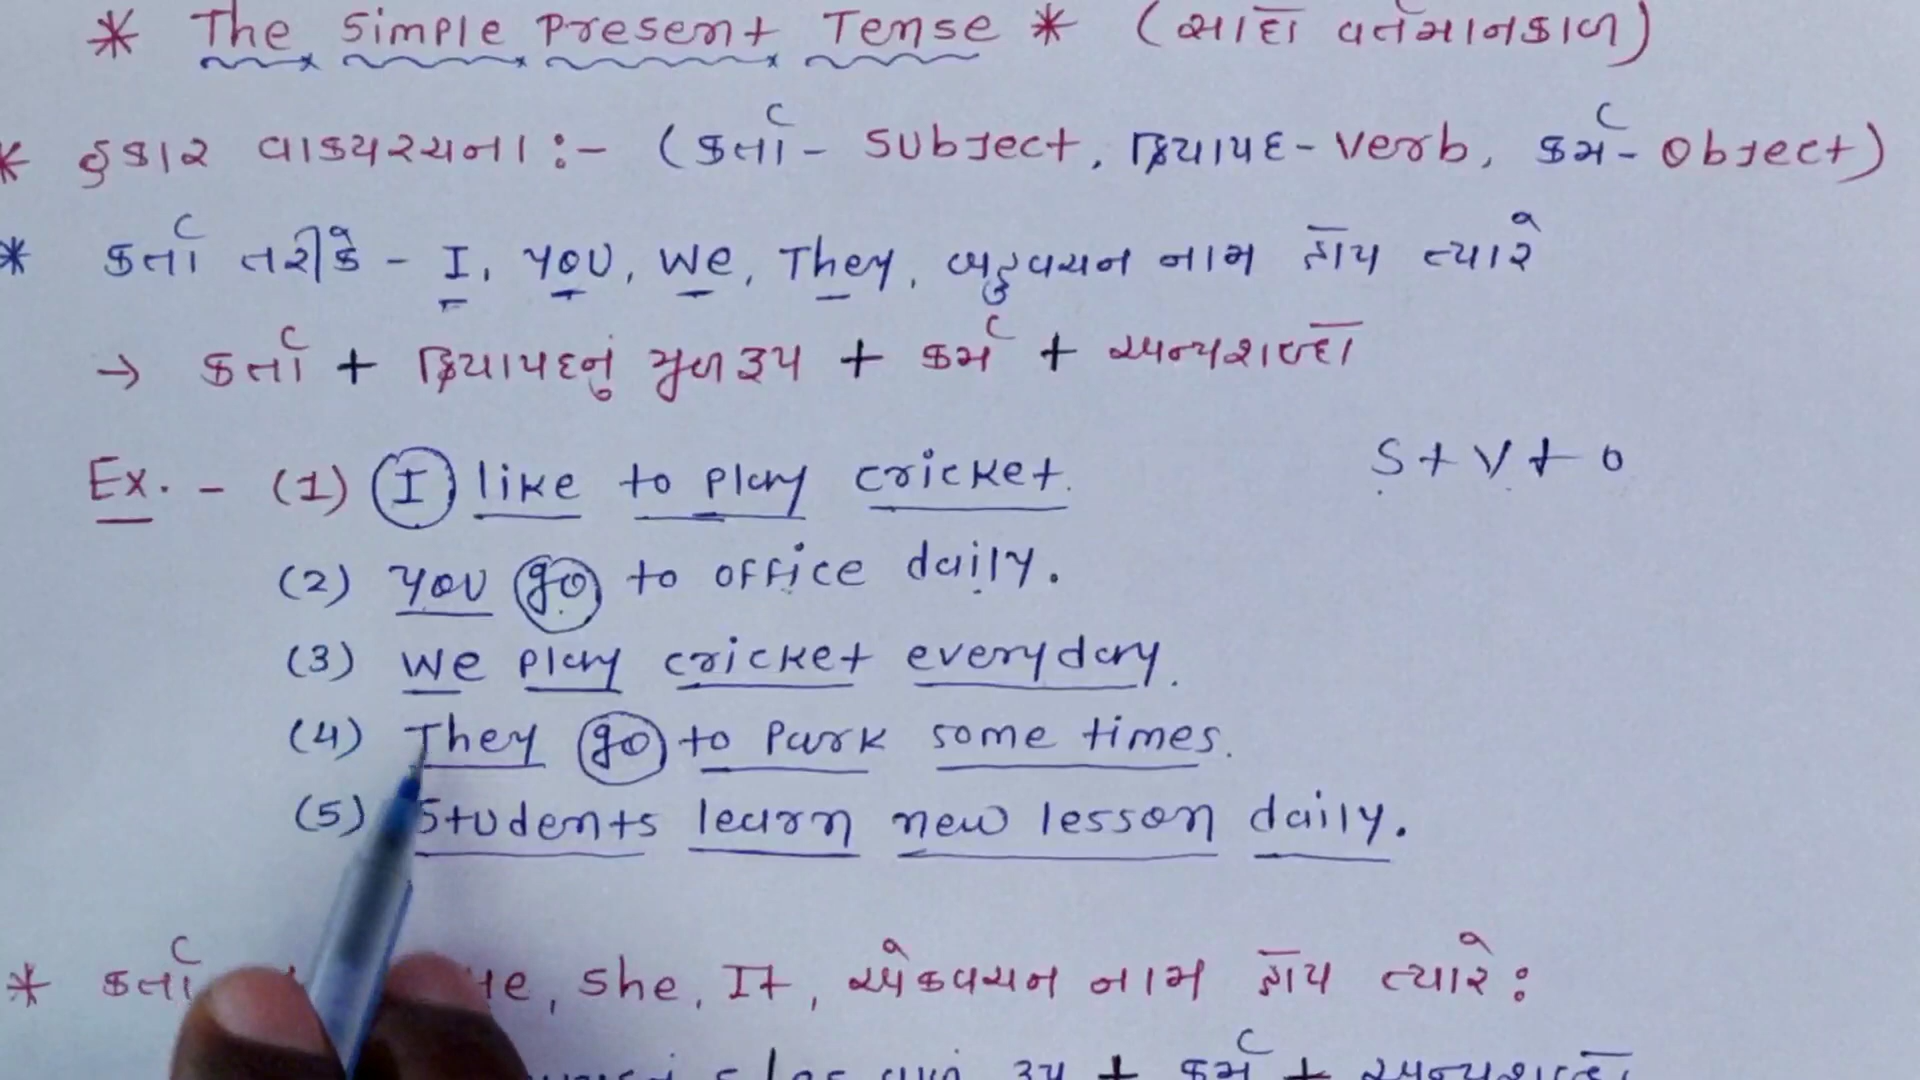 * The Simple Present Tense * (સાદો વર્તમાનકાળ)
* હકાર વાક્યરચના :- (કર્તા - Subject, ક્રિયાપદ - Verb, કર્મ - Object)
* કર્તા તરીકે - I, You, We, They, બહુવચન નામ હોય ત્યારે
→ કર્તા + ક્રિયાપદનું મુળ રૂપ + કર્મ + અન્યશબ્દો
Ex. - (1) I like to play cricket.
S + V + O
(2) You go to office daily.
(3) We play cricket everyday.
(4) They go to park some times.
(5) Students learn new lesson daily.
* કર્તા She, It, એકવચન નામ હોય ત્યારે :
રૂપ + કર્મ + અન્યશબ્દો